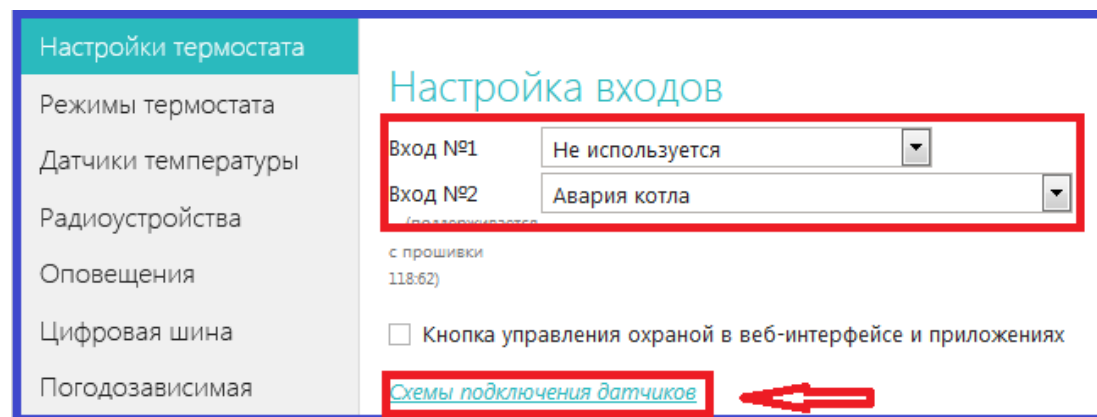 Настройки термостата
Режимы термостата
Датчики температуры
Радиоустройства
Оповещения
Цифровая шина
Погодозависимая
Настройка входов
Вход №1 Не используется
Вход №2 Авария котла
(поддерживается
с прошивки
118:62)
Кнопка управления охраной в веб-интерфейсе и приложениях
Схемы подключения датчиков